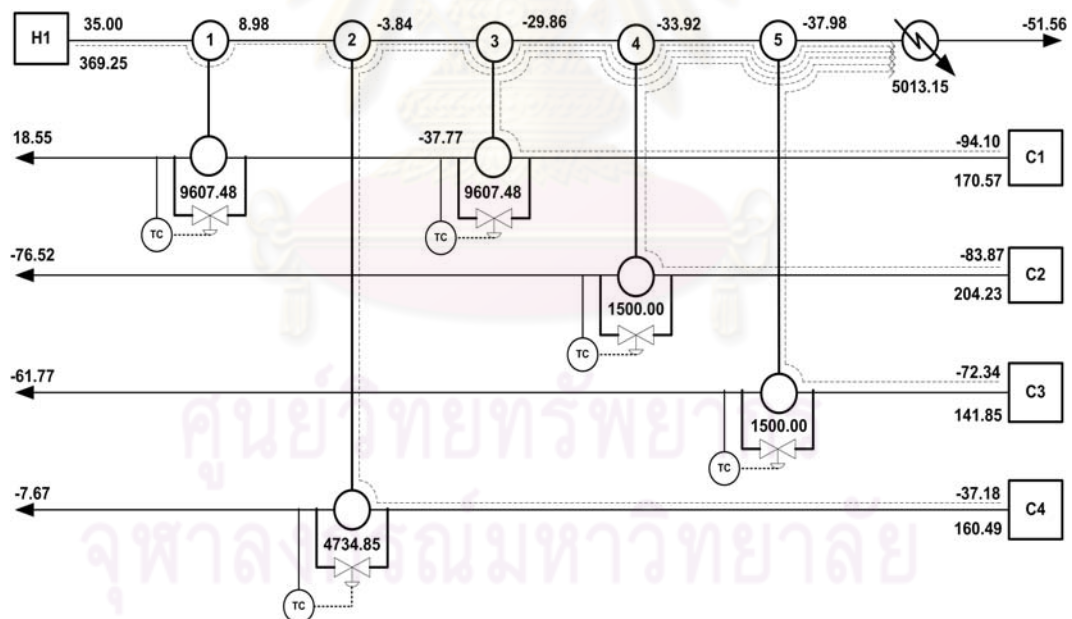 H1 35.00 1 8.98 2 -3.84 3 -29.86 4 -33.92 5 -37.98 -51.56
369.25
5013.15
18.55 -37.77 -94.10 C1
9607.48 9607.48 170.57
TC TC
-76.52 -83.87 C2
1500.00 204.23
TC
-61.77 -72.34 C3
1500.00 141.85
TC
ศูนย์วิทยทรัพยากร
-7.67 -37.18 C4
4734.85 160.49
จุฬาลงกรณ์มหาวิทยาลัย
TC